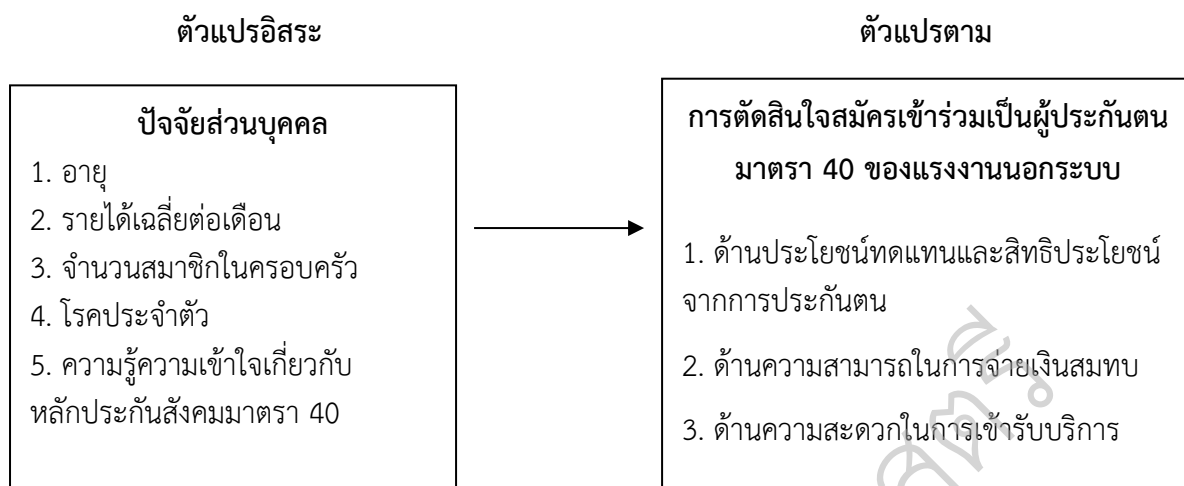 ตัวแปรอิสระ
ตัวแปรตาม
ปัจจัยส่วนบุคคล
1. อายุ
2. รายได้เฉลี่ยต่อเดือน
3. จำนวนสมาชิกในครอบครัว
4. โรคประจำตัว
5. ความรู้ความเข้าใจเกี่ยวกับ
หลักประกันสังคมมาตรา 40
การตัดสินใจสมัครเข้าร่วมเป็นผู้ประกันตน
มาตรา 40 ของแรงงานนอกระบบ
1. ด้านประโยชน์ทดแทนและสิทธิประโยชน์
จากการประกันตน
2. ด้านความสามารถในการจ่ายเงินสมทบ
3. ด้านความสะดวกในการเข้ารับบริการ